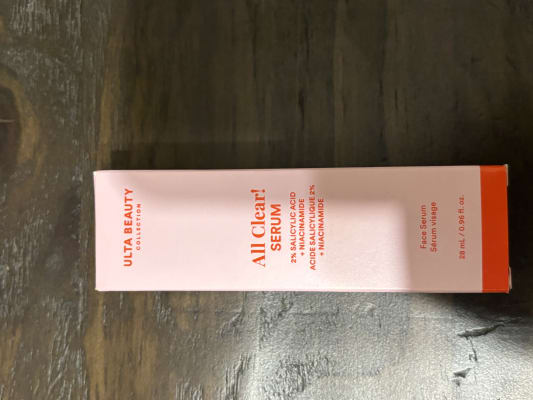 ULTA BEAUTY
COLLECTION
All Clear!
SERUM
2% SALICYLIC ACID
+ NIACINAMIDE
ACIDE SALICYLIQUE 2%
+ NIACINAMIDE
Face Serum
Sérum visage
28 mL / 0.96 fl. oz.